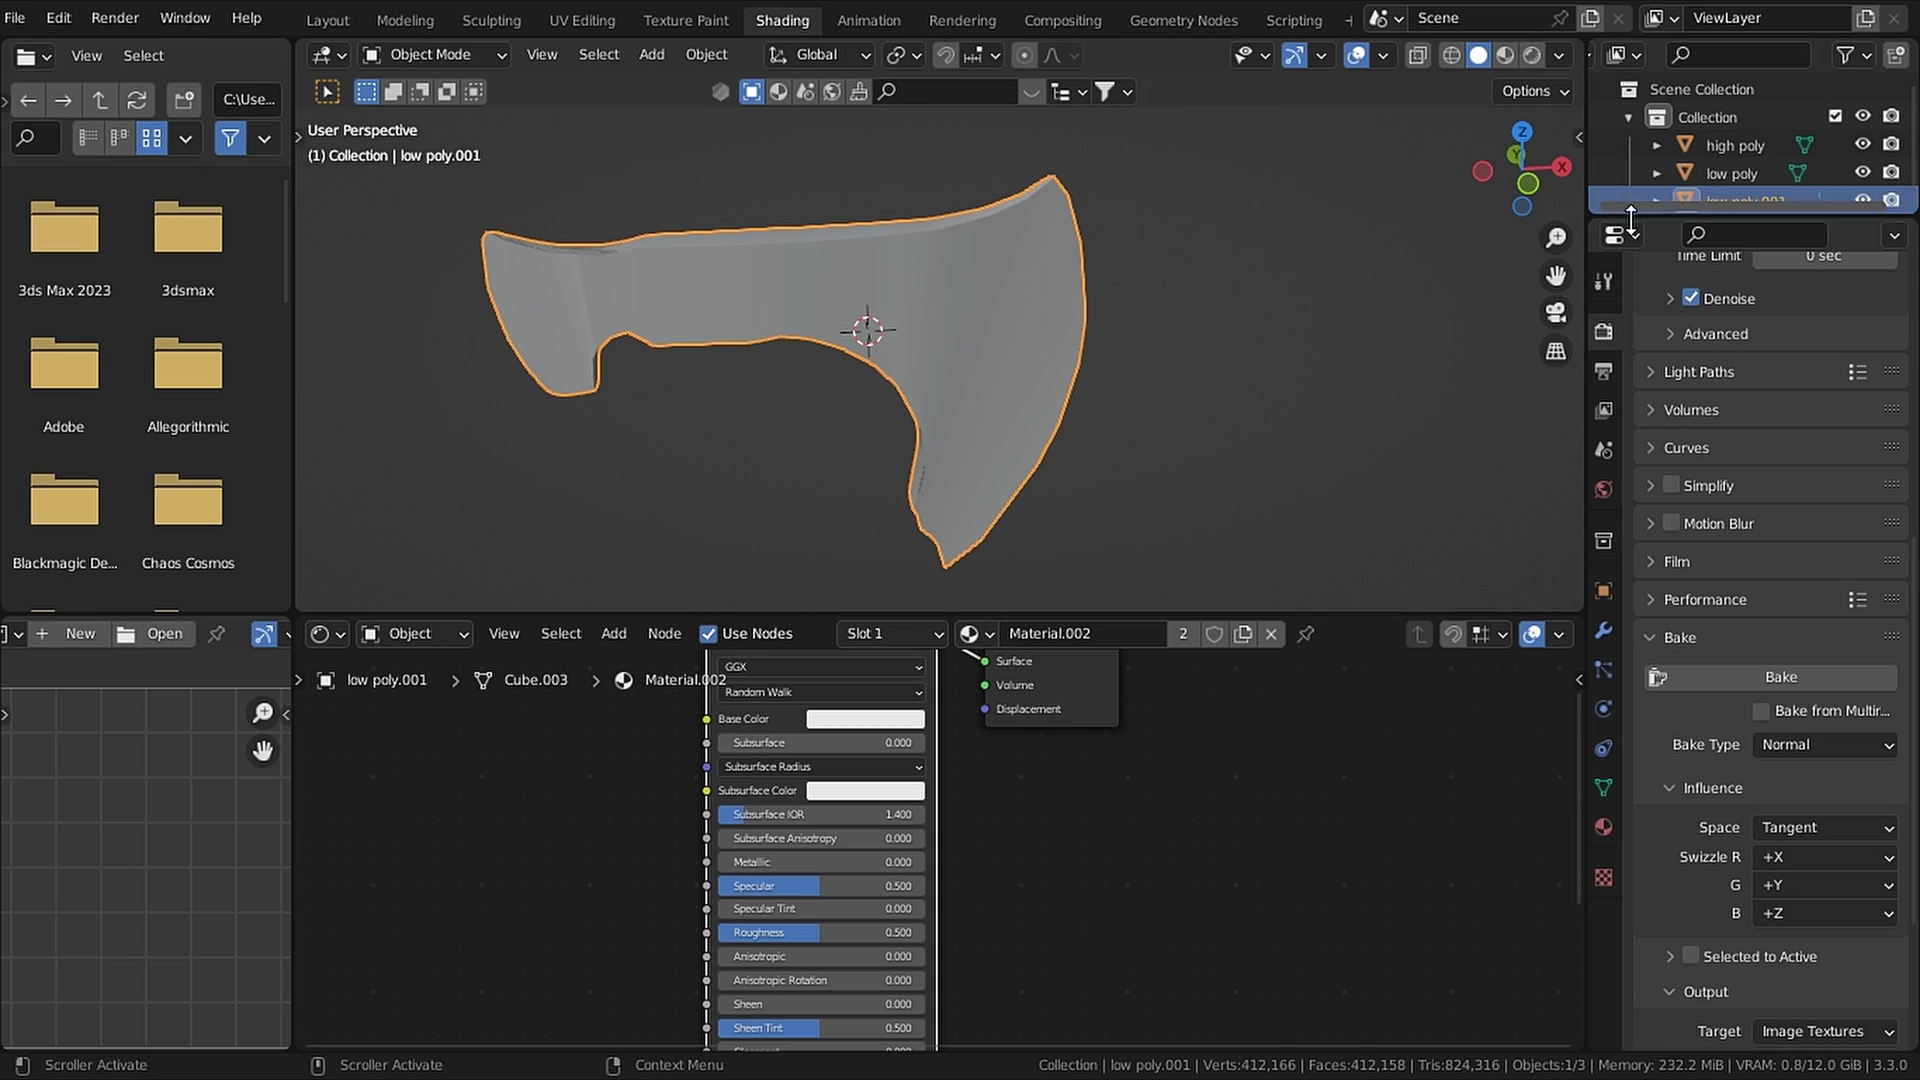 File Edit Render Window Help
Layout Modeling Sculpting UV Editing Texture Paint Shading Animation Rendering Compositing Geometry Nodes Scripting
Scene
ViewLayer
View Select
Object Mode View Select Add Object Global
C:\Use...
Options
User Perspective
(1) Collection | low poly.001
Z
Y
X
3ds Max 2023
3dsmax
Adobe
Allegorithmic
Blackmagic De...
Chaos Cosmos
Scene Collection
Collection
high poly
low poly
low poly.001
Time Limit 0 sec
Denoise
Advanced
Light Paths
Volumes
Curves
Simplify
Motion Blur
Film
Performance
Bake
Bake
Bake from Multir...
Bake Type Normal
Influence
Space Tangent
Swizzle R +X
G +Y
B +Z
Selected to Active
Output
Target Image Textures
New Open
Object View Select Add Node Use Nodes Slot 1 Material.002 2
low poly.001 Cube.003 Material.002
GGX
Random Walk
Base Color
Subsurface 0.000
Subsurface Radius
Subsurface Color
Subsurface IOR 1.400
Subsurface Anisotropy 0.000
Metallic 0.000
Specular 0.500
Specular Tint 0.000
Roughness 0.500
Anisotropic 0.000
Anisotropic Rotation 0.000
Sheen 0.000
Sheen Tint 0.500
Surface
Volume
Displacement
Scroller Activate
Scroller Activate
Context Menu
Collection | low poly.001 | Verts:412,166 | Faces:412,158 | Tris:824,316 | Objects:1/3 | Memory: 232.2 MiB | VRAM: 0.8/12.0 GiB | 3.3.0